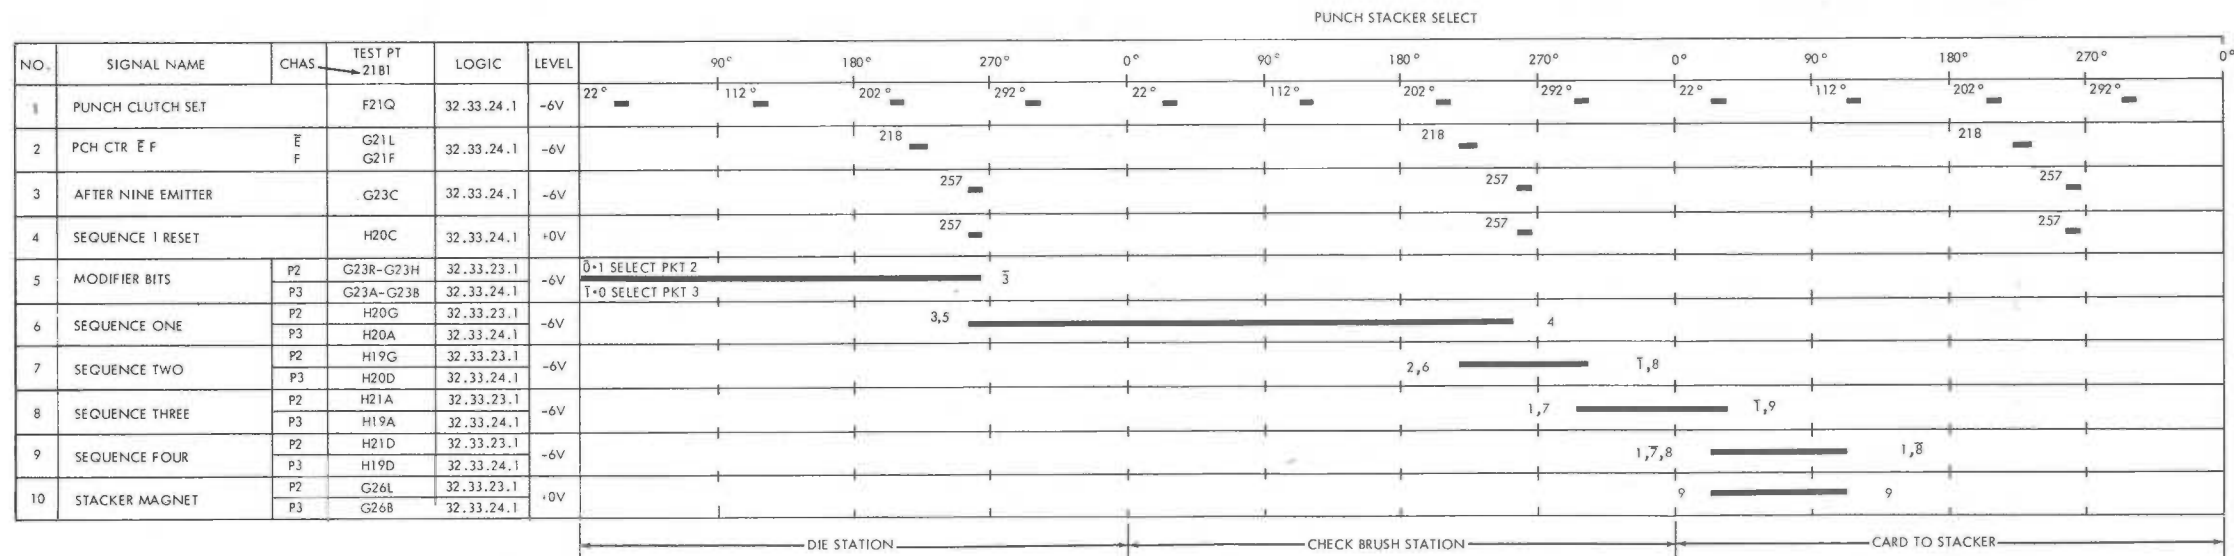 PUNCH STACKER SELECT
NO. SIGNAL NAME CHAS. TEST PT 21B1 LOGIC LEVEL 90° 180° 270° 0° 90° 180° 270° 0° 90° 180° 270° 0°
1 PUNCH CLUTCH SET F21Q 32.33.24.1 -6V 22° 112° 202° 292° 22° 112° 202° 292° 22° 112° 202° 292°
2 PCH CTR E̅ F E̅ G21L 32.33.24.1 -6V 218 218 218
F G21F
3 AFTER NINE EMITTER G23C 32.33.24.1 -6V 257 257 257
4 SEQUENCE 1 RESET H20C 32.33.24.1 +0V 257 257 257
5 MODIFIER BITS P2 G23R-G23H 32.33.23.1 -6V 0̅•1 SELECT PKT 2 3̅
P3 G23A-G23B 32.33.24.1 1̅•0 SELECT PKT 3
6 SEQUENCE ONE P2 H20G 32.33.23.1 -6V 3,5 4
P3 H20A 32.33.24.1
7 SEQUENCE TWO P2 H19G 32.33.23.1 -6V 2,6 1̅,8
P3 H20D 32.33.24.1
8 SEQUENCE THREE P2 H21A 32.33.23.1 -6V 1,7 1̅,9
P3 H19A 32.33.24.1
9 SEQUENCE FOUR P2 H21D 32.33.23.1 -6V 1,7̅,8 1,8̅
P3 H19D 32.33.24.1
10 STACKER MAGNET P2 G26L 32.33.23.1 +0V 9 9
P3 G26B 32.33.24.1
DIE STATION CHECK BRUSH STATION CARD TO STACKER